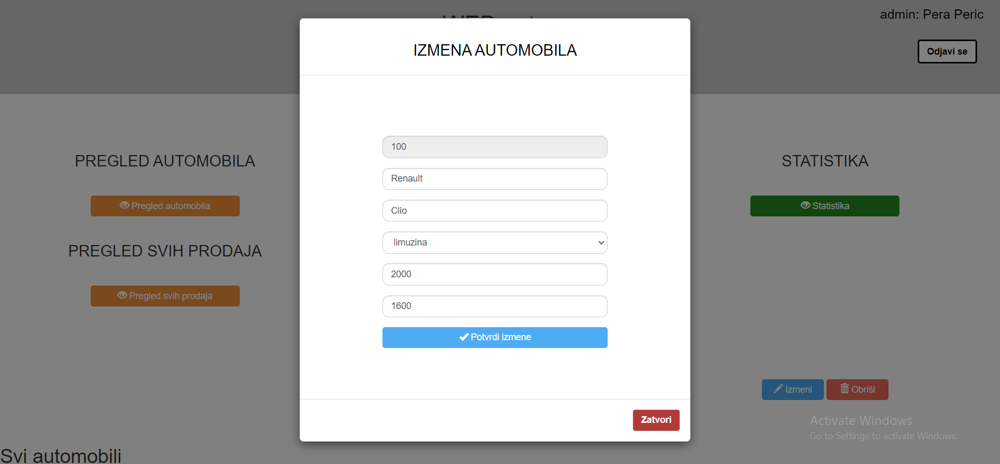 admin: Pera Peric
Odjavi se
IZMENA AUTOMOBILA
100
Renault
Clio
limuzina
2000
1600
Potvrdi izmene
Zatvori
PREGLED AUTOMOBILA
Pregled automobila
PREGLED SVIH PRODAJA
Pregled svih prodaja
STATISTIKA
Statistika
Izmeni
Obriši
Activate Windows
Go to Settings to activate Windows.
Svi automobili